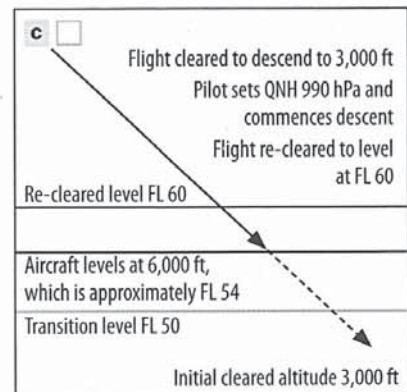 c
Flight cleared to descend to 3,000 ft
Pilot sets QNH 990 hPa and
commences descent
Flight re-cleared to level
at FL 60
Re-cleared level FL 60
Aircraft levels at 6,000 ft,
which is approximately FL 54
Transition level FL 50
Initial cleared altitude 3,000 ft